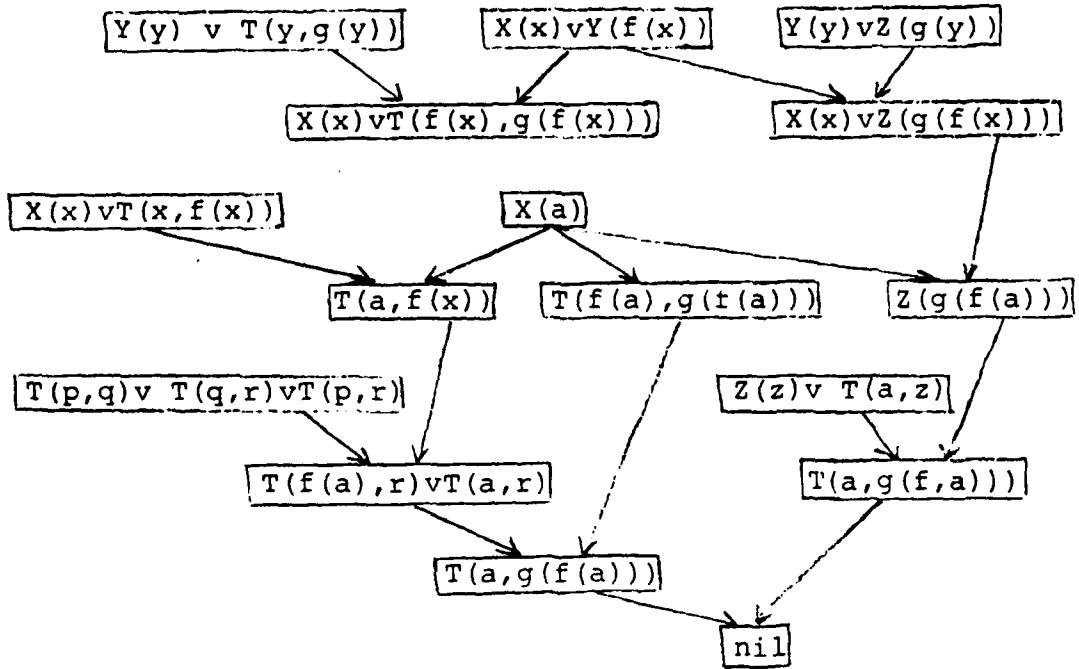 Y(y) v T(y,g(y)) X(x)vY(f(x)) Y(y)vZ(g(y))
X(x)vT(f(x),g(f(x))) X(x)vZ(g(f(x)))
X(x)vT(x,f(x)) X(a)
T(a,f(x)) T(f(a),g(t(a))) Z(g(f(a)))
T(p,q)v T(q,r)vT(p,r) Z(z)v T(a,z)
T(f(a),r)vT(a,r) T(a,g(f,a)))
T(a,g(f(a)))
nil